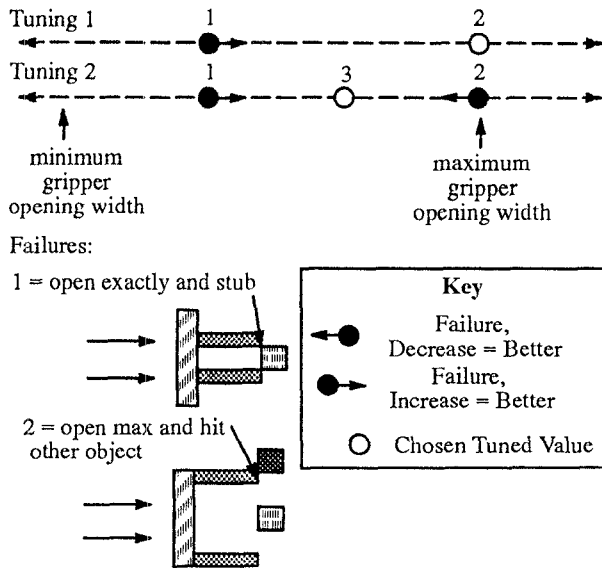 Tuning 1
1
2
Tuning 2
1
3
2
minimum
gripper
opening width
maximum
gripper
opening width
Failures:
1 = open exactly and stub
2 = open max and hit
other object
Key
Failure,
Decrease = Better
Failure,
Increase = Better
Chosen Tuned Value